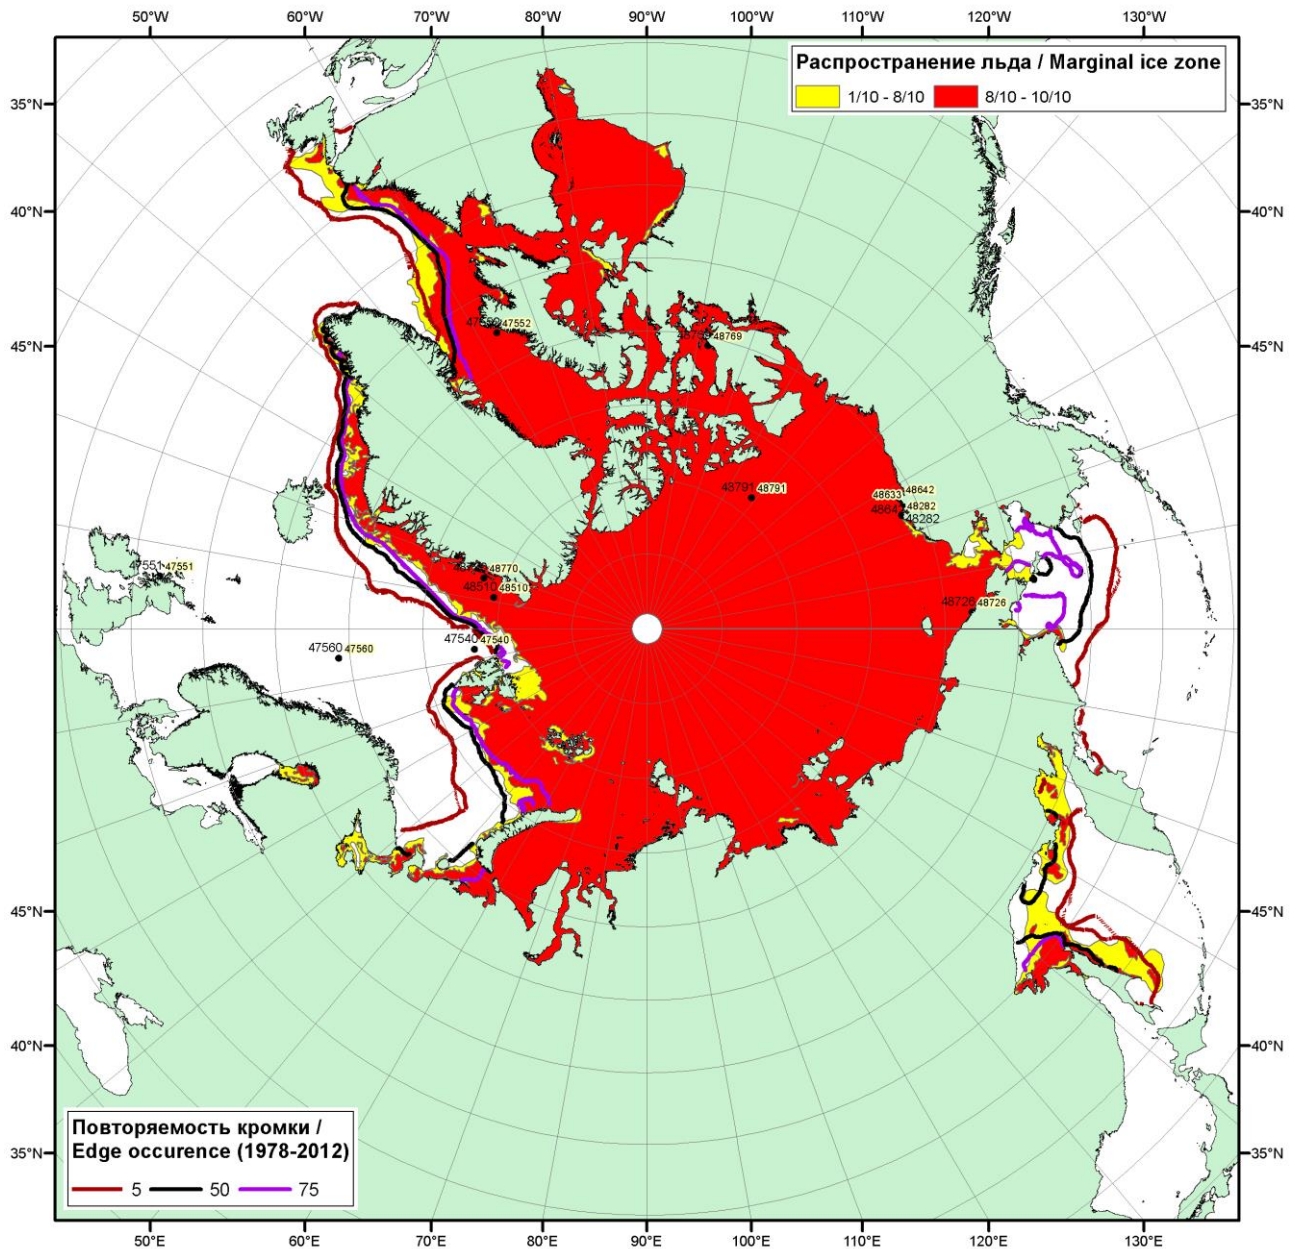 50°W 60°W 70°W 80°W 90°W 100°W 110°W 120°W 130°W
Распространение льда / Marginal ice zone
1/10 - 8/10 8/10 - 10/10
35°N 35°N
40°N 40°N
45°N 45°N
47552
48769
48791 48791
48633 48642
48282
48282
47551 47551
48770
48510 48510
48726 48726
47540 47540
47560 47560
45°N 45°N
40°N 40°N
Повторяемость кромки /
Edge occurence (1978-2012)
5 50 75
35°N 35°N
50°E 60°E 70°E 80°E 90°E 100°E 110°E 120°E 130°E